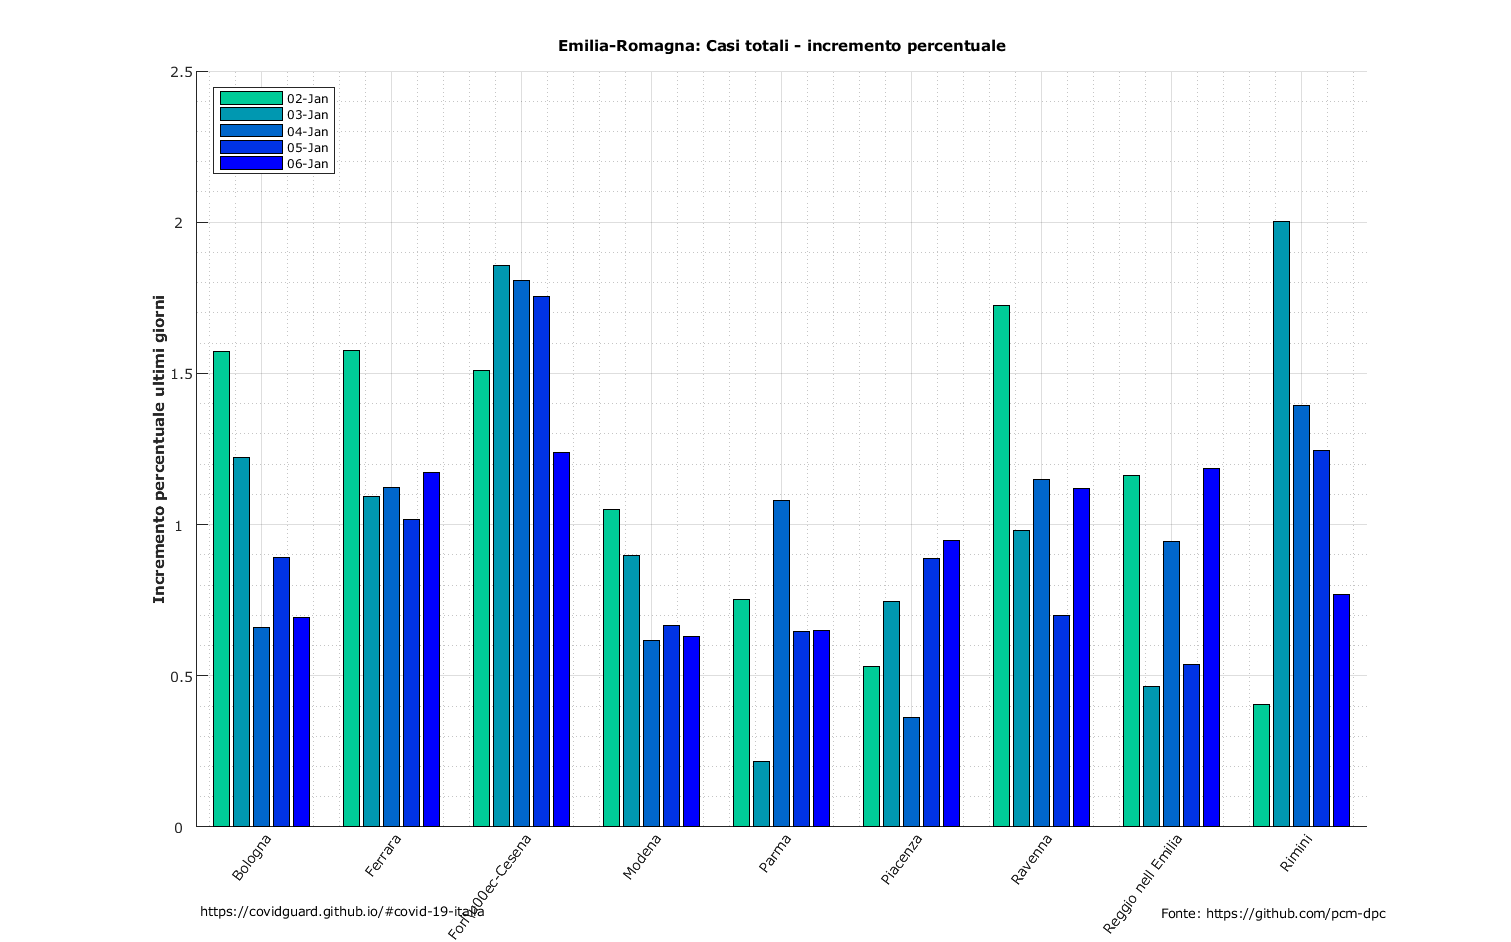 Emilia-Romagna: Casi totali - incremento percentuale
Incremento percentuale ultimi giorni
2.5
2
1.5
1
0.5
0
02-Jan
03-Jan
04-Jan
05-Jan
06-Jan
Bologna
Ferrara
-Cesena
Modena
Parma
Piacenza
Ravenna
Reggio nell Emilia
Rimini
https://covidguard.github.io/#covid-19-italia
Fonte: https://github.com/pcm-dpc